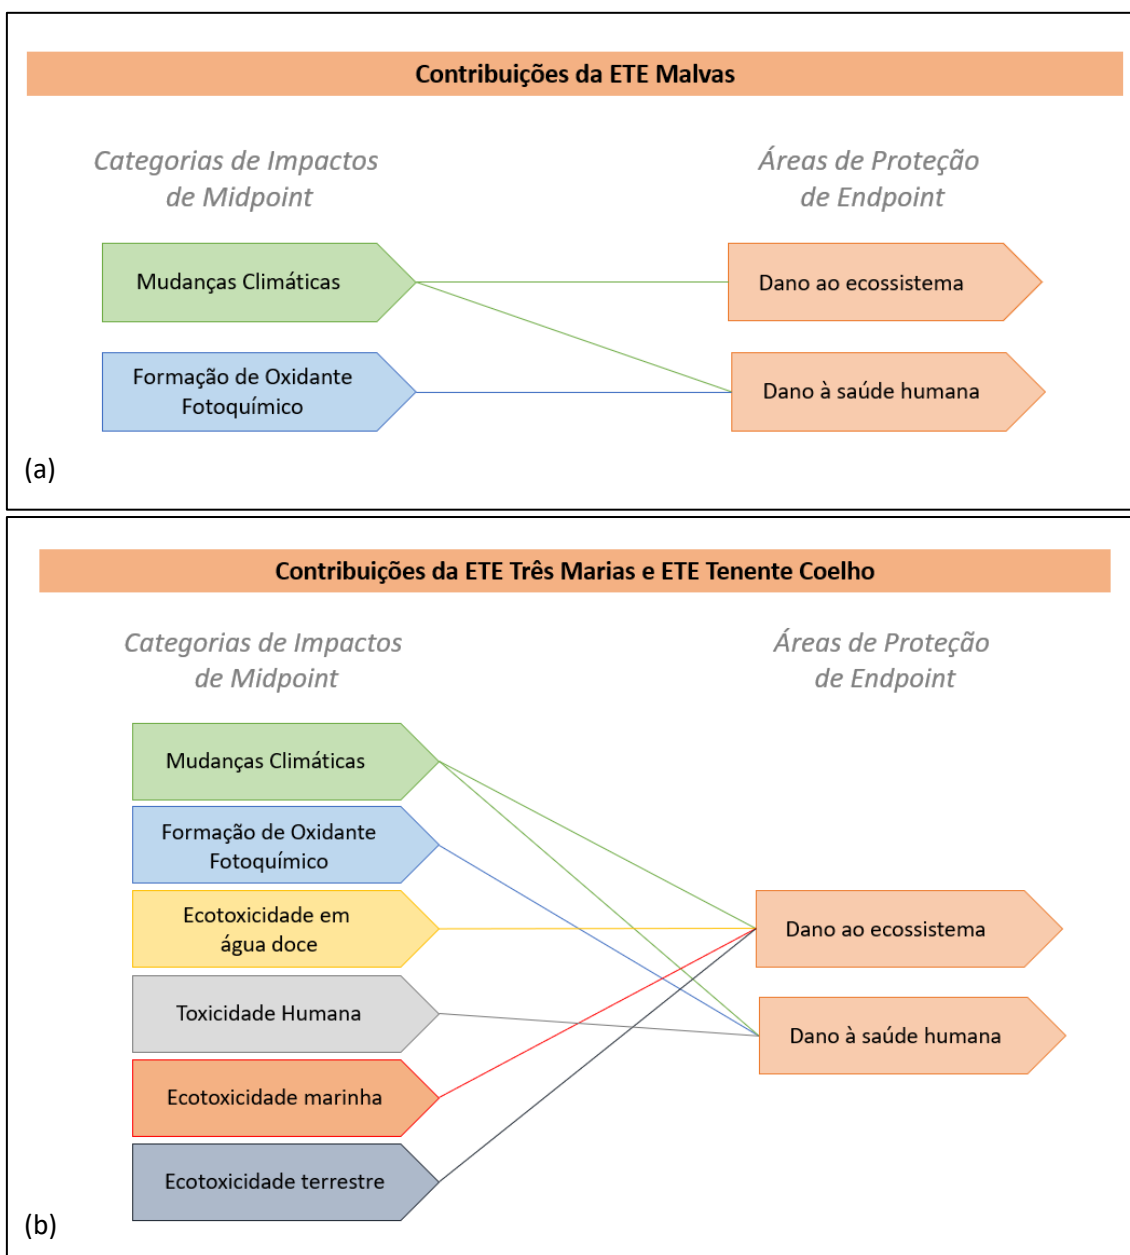 Contribuições da ETE Malvas
Categorias de Impactos
de Midpoint
Áreas de Proteção
de Endpoint
Mudanças Climáticas
Dano ao ecossistema
Formação de Oxidante
Fotoquímico
Dano à saúde humana
(a)
Contribuições da ETE Três Marias e ETE Tenente Coelho
Categorias de Impactos
de Midpoint
Áreas de Proteção
de Endpoint
Mudanças Climáticas
Formação de Oxidante
Fotoquímico
Ecotoxicidade em
água doce
Toxicidade Humana
Ecotoxicidade marinha
Ecotoxicidade terrestre
Dano ao ecossistema
Dano à saúde humana
(b)